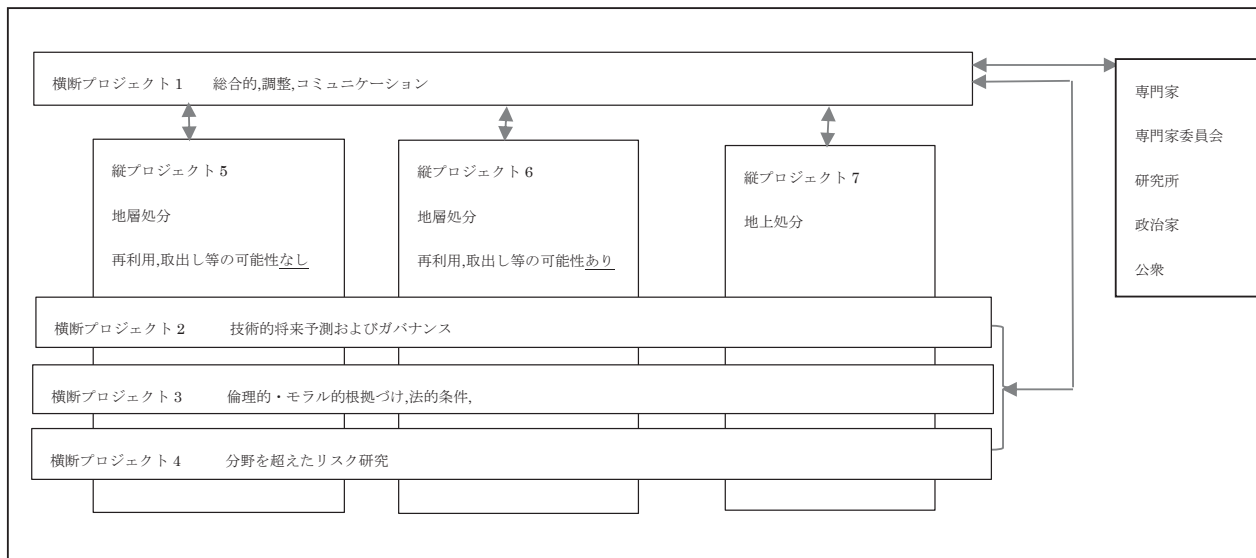 横断プロジェクト 1　総合的,調整,コミュニケーション
専門家
専門家委員会
研究所
政治家
公衆
縦プロジェクト 5
地層処分
再利用,取出し等の可能性なし
縦プロジェクト 6
地層処分
再利用,取出し等の可能性あり
縦プロジェクト 7
地上処分
横断プロジェクト 2　技術的将来予測およびガバナンス
横断プロジェクト 3　倫理的・モラル的根拠づけ,法的条件,
横断プロジェクト 4　分野を超えたリスク研究